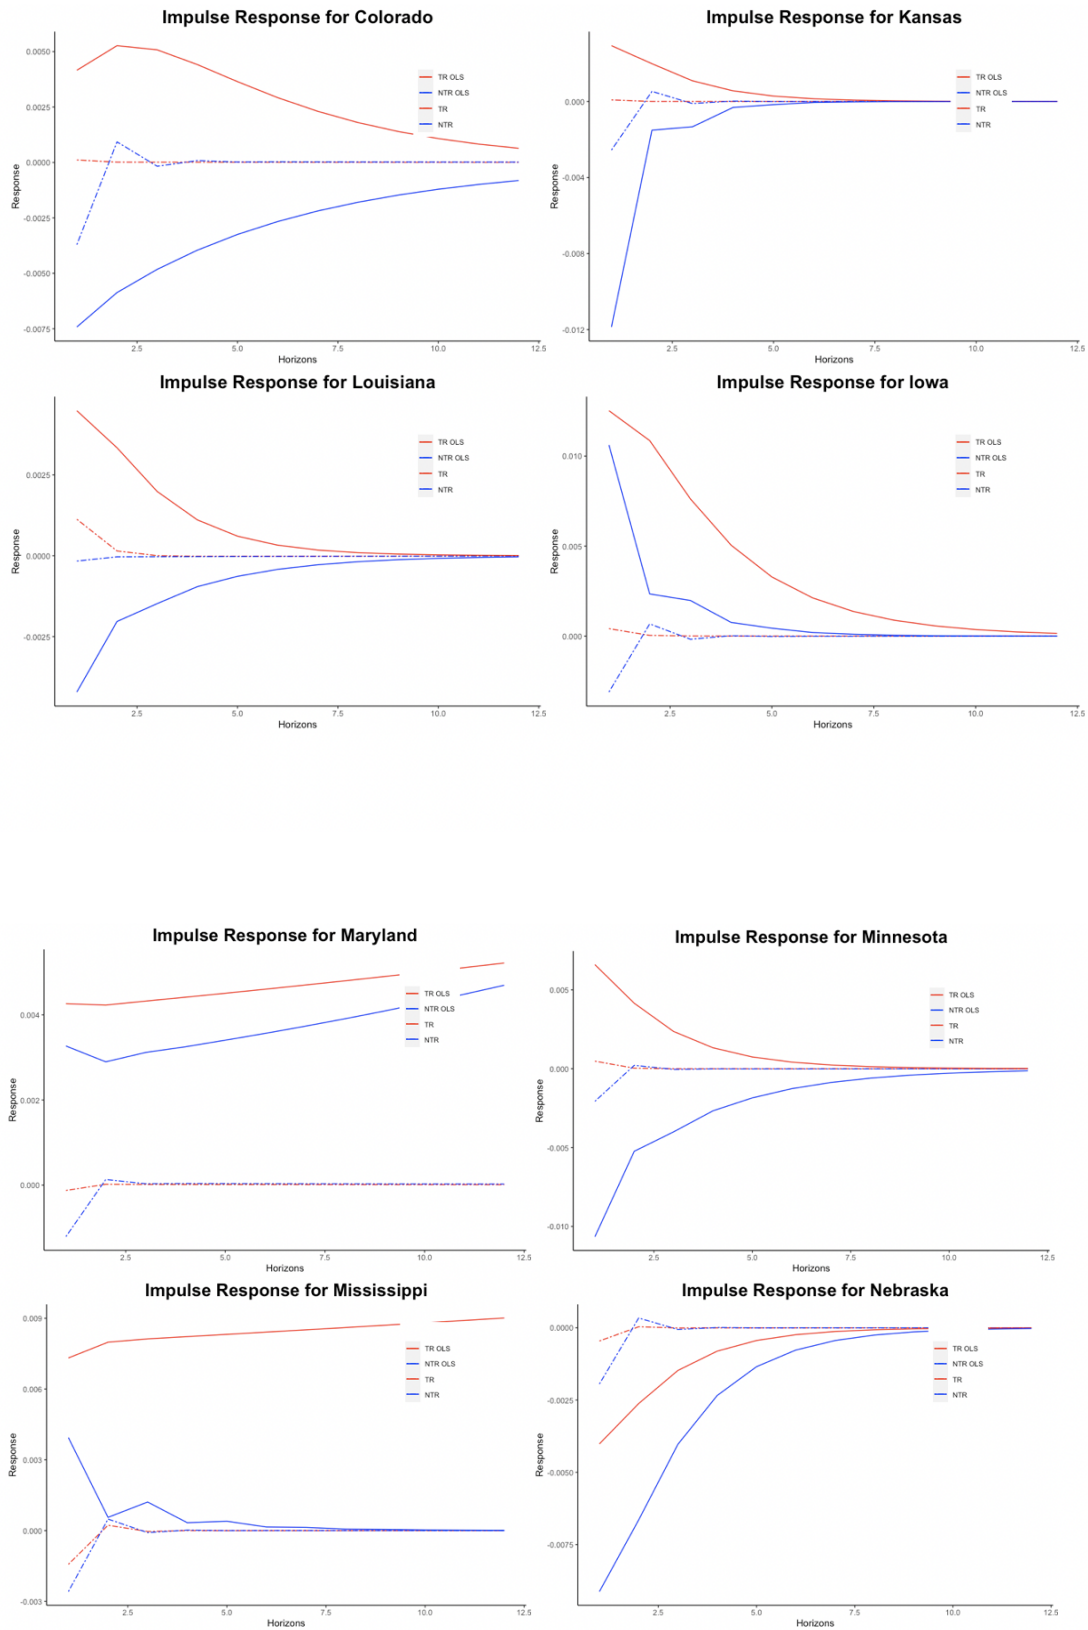 Impulse Response for Colorado
0.0050
0.0025
0.0000
-0.0025
-0.0050
-0.0075
Response
2.5 5.0 7.5 10.0 12.5
Horizons
TR OLS
NTR OLS
TR
NTR
Impulse Response for Kansas
0.000
-0.004
-0.008
-0.012
Response
2.5 5.0 7.5 10.0 12.5
Horizons
TR OLS
NTR OLS
TR
NTR
Impulse Response for Louisiana
0.0025
0.0000
-0.0025
Response
2.5 5.0 7.5 10.0 12.5
Horizons
TR OLS
NTR OLS
TR
NTR
Impulse Response for Iowa
0.010
0.005
0.000
Response
2.5 5.0 7.5 10.0 12.5
Horizons
TR OLS
NTR OLS
TR
NTR
Impulse Response for Maryland
0.004
0.002
0.000
Response
2.5 5.0 7.5 10.0 12.5
Horizons
TR OLS
NTR OLS
TR
NTR
Impulse Response for Minnesota
0.005
0.000
-0.005
-0.010
Response
2.5 5.0 7.5 10.0 12.5
Horizons
TR OLS
NTR OLS
TR
NTR
Impulse Response for Mississippi
0.009
0.006
0.003
0.000
-0.003
Response
2.5 5.0 7.5 10.0 12.5
Horizons
TR OLS
NTR OLS
TR
NTR
Impulse Response for Nebraska
0.0000
-0.0025
-0.0050
-0.0075
Response
2.5 5.0 7.5 10.0 12.5
Horizons
TR OLS
NTR OLS
TR
NTR